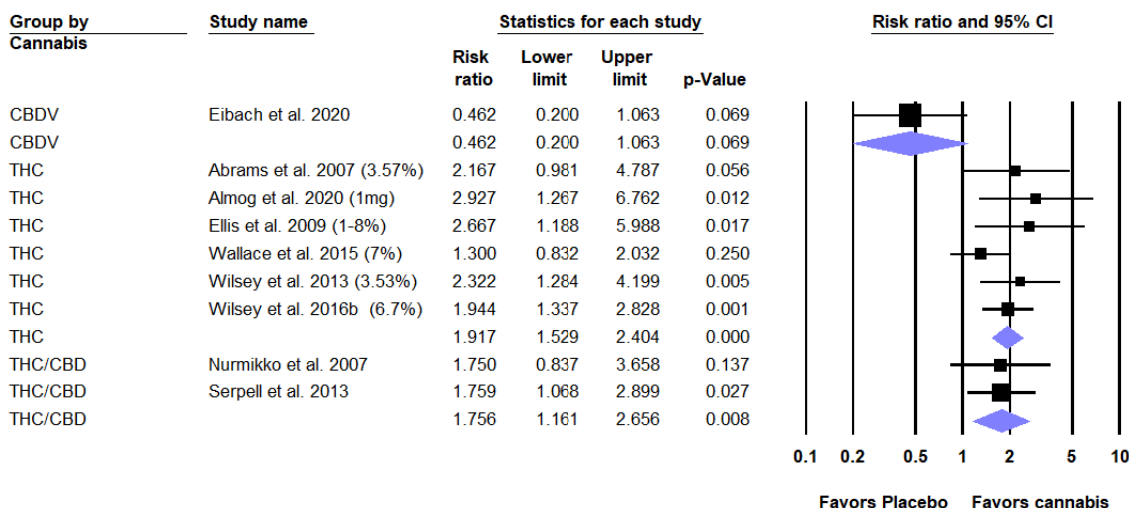 Group by Study name Statistics for each study Risk ratio and 95% CI
Cannabis
Risk Lower Upper
ratio limit limit p-Value
CBDV Eibach et al. 2020 0.462 0.200 1.063 0.069
CBDV 0.462 0.200 1.063 0.069
THC Abrams et al. 2007 (3.57%) 2.167 0.981 4.787 0.056
THC Almog et al. 2020 (1mg) 2.927 1.267 6.762 0.012
THC Ellis et al. 2009 (1-8%) 2.667 1.188 5.988 0.017
THC Wallace et al. 2015 (7%) 1.300 0.832 2.032 0.250
THC Wilsey et al. 2013 (3.53%) 2.322 1.284 4.199 0.005
THC Wilsey et al. 2016b (6.7%) 1.944 1.337 2.828 0.001
THC 1.917 1.529 2.404 0.000
THC/CBD Nurmikko et al. 2007 1.750 0.837 3.658 0.137
THC/CBD Serpell et al. 2013 1.759 1.068 2.899 0.027
THC/CBD 1.756 1.161 2.656 0.008
0.1 0.2 0.5 1 2 5 10
Favors Placebo Favors cannabis